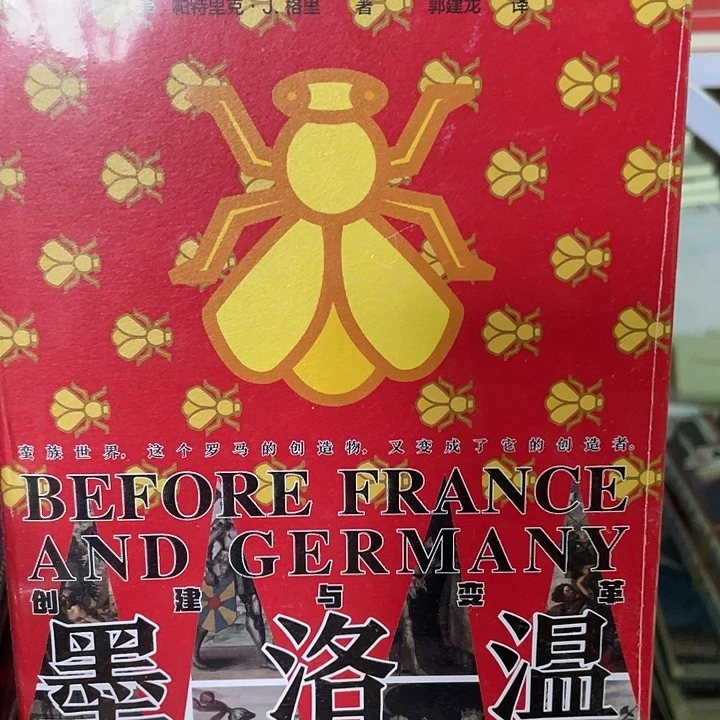 帕特里克·J.格里 著 郭建龙 译
蛮族世界，这个罗马的创造物，又变成了它的创造者。
BEFORE FRANCE
AND GERMANY
创建与变革
墨洛温